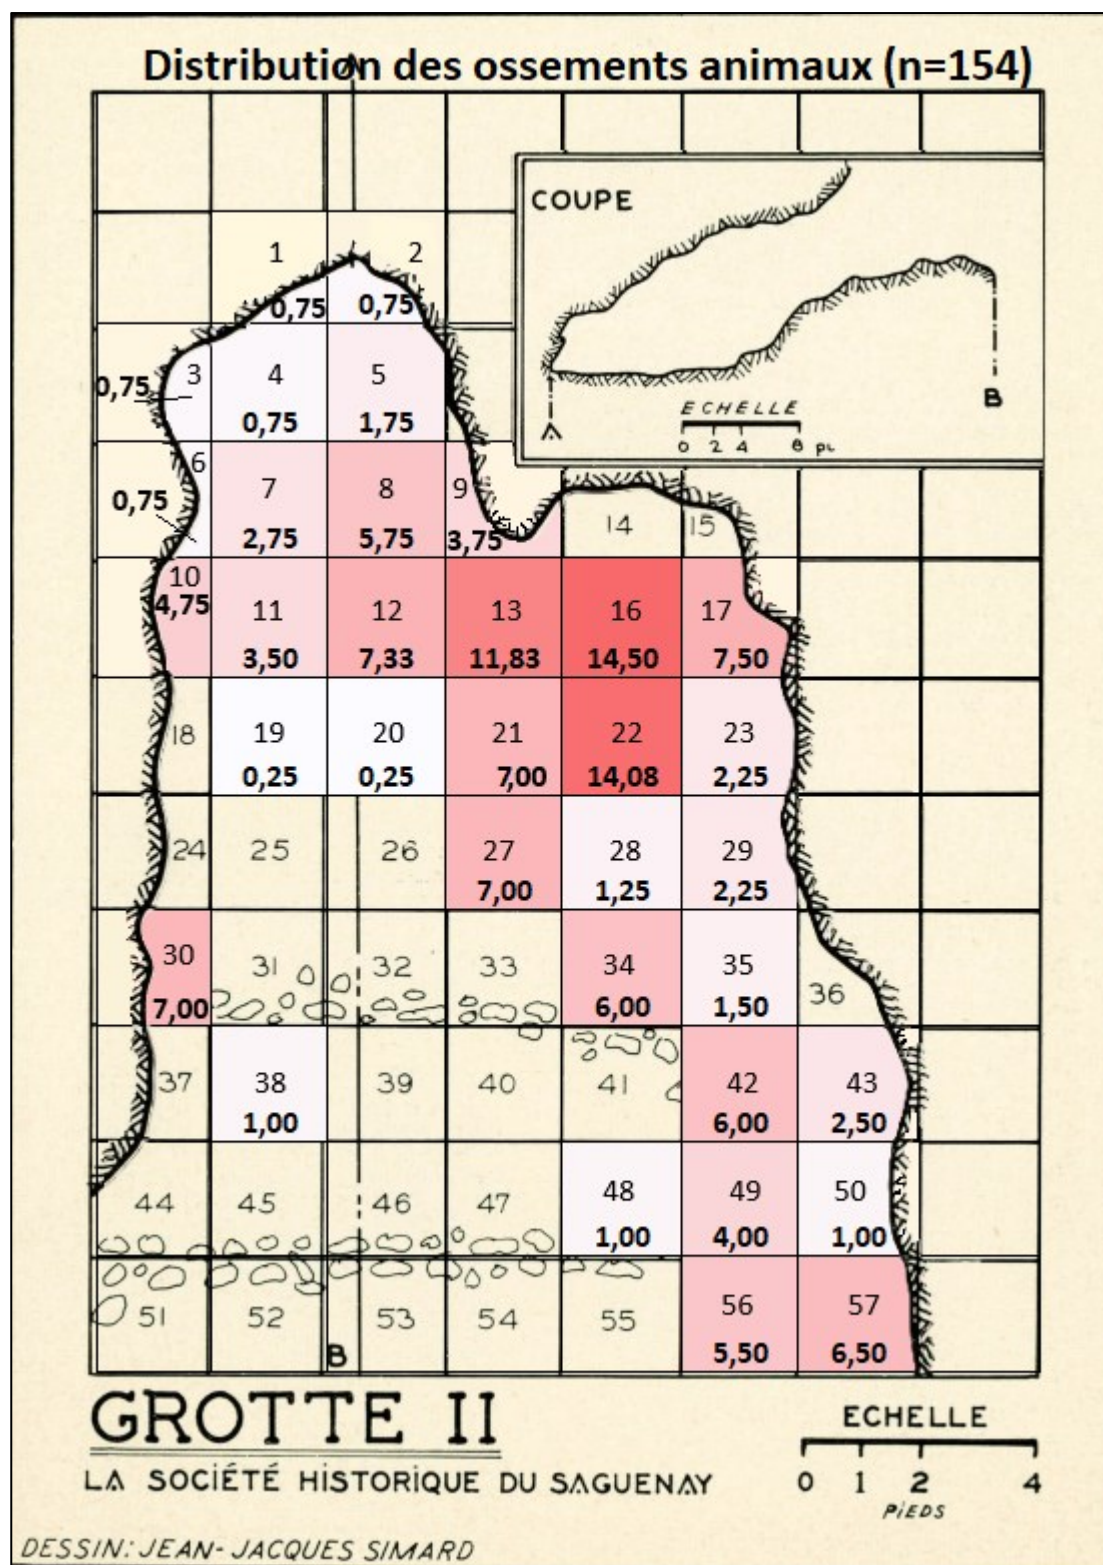 Distribution des ossements animaux (n=154)
COUPE
ECHELLE
0 2 4 8 PL
A
B
1 2
0,75 0,75
3 4 5
0,75 0,75 1,75
6 7 8 9
0,75 2,75 5,75 3,75
14 15
10 11 12 13 16 17
4,75 3,50 7,33 11,83 14,50 7,50
18 19 20 21 22 23
0,25 0,25 7,00 14,08 2,25
24 25 26 27 28 29
7,00 1,25 2,25
30 31 32 33 34 35 36
7,00 6,00 1,50
37 38 39 40 41 42 43
1,00 6,00 2,50
44 45 46 47 48 49 50
1,00 4,00 1,00
51 52 53 54 55 56 57
B 5,50 6,50
GROTTE II
LA SOCIÉTÉ HISTORIQUE DU SAGUENAY
ECHELLE
0 1 2 4
PIEDS
DESSIN: JEAN-JACQUES SIMARD